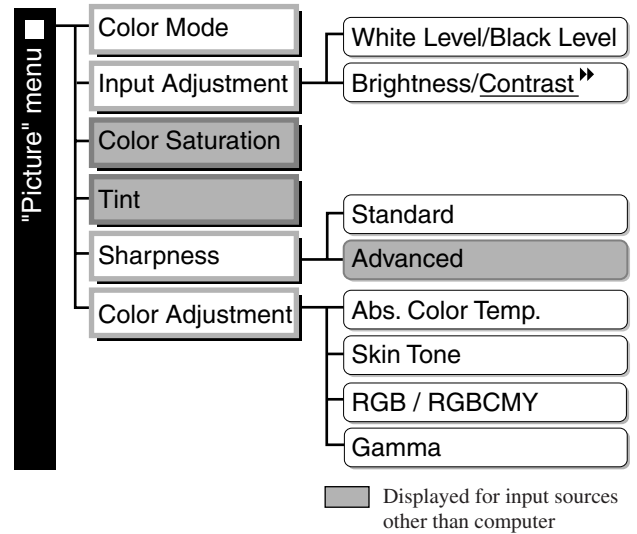 ■ "Picture" menu
Color Mode
Input Adjustment
White Level/Black Level
Brightness/Contrast
Color Saturation
Tint
Sharpness
Standard
Advanced
Color Adjustment
Abs. Color Temp.
Skin Tone
RGB / RGBCMY
Gamma
Displayed for input sources
other than computer